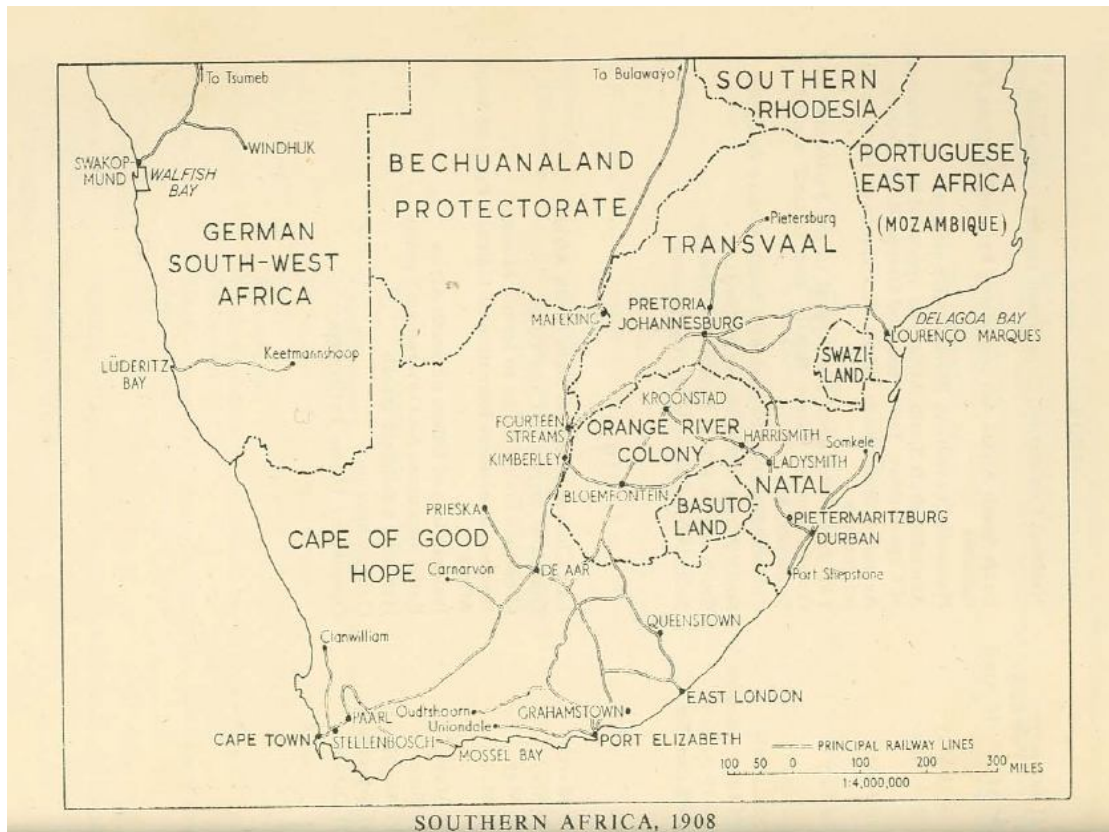 To Tsumeb
To Bulawayo
SOUTHERN
RHODESIA
WINDHUK
SWAKOP-
MUND
WALFISH
BAY
BECHUANALAND
PROTECTORATE
PORTUGUESE
EAST AFRICA
(MOZAMBIQUE)
GERMAN
SOUTH-WEST
AFRICA
Pietersburg
TRANSVAAL
MAFEKING
PRETORIA
JOHANNESBURG
DELAGOA BAY
LOURENÇO MARQUES
LÜDERITZ
BAY
Keetmannshoop
SWAZI-
LAND
KROONSTAD
FOURTEEN
STREAMS
ORANGE RIVER
COLONY
HARRISMITH
Somkele
KIMBERLEY
LADYSMITH
BLOEMFONTEIN
NATAL
PRIESKA
BASUTO
LAND
PIETERMARITZBURG
DURBAN
CAPE OF GOOD
HOPE
Carnarvon
DE AAR
Port Shepstone
QUEENSTOWN
Clanwilliam
EAST LONDON
PAARL
Oudtshoorn
GRAHAMSTOWN
Uniondale
CAPE TOWN
STELLENBOSCH
MOSSEL BAY
PORT ELIZABETH
PRINCIPAL RAILWAY LINES
100 50 0 100 200 300 MILES
1:4,000,000
SOUTHERN AFRICA, 1908